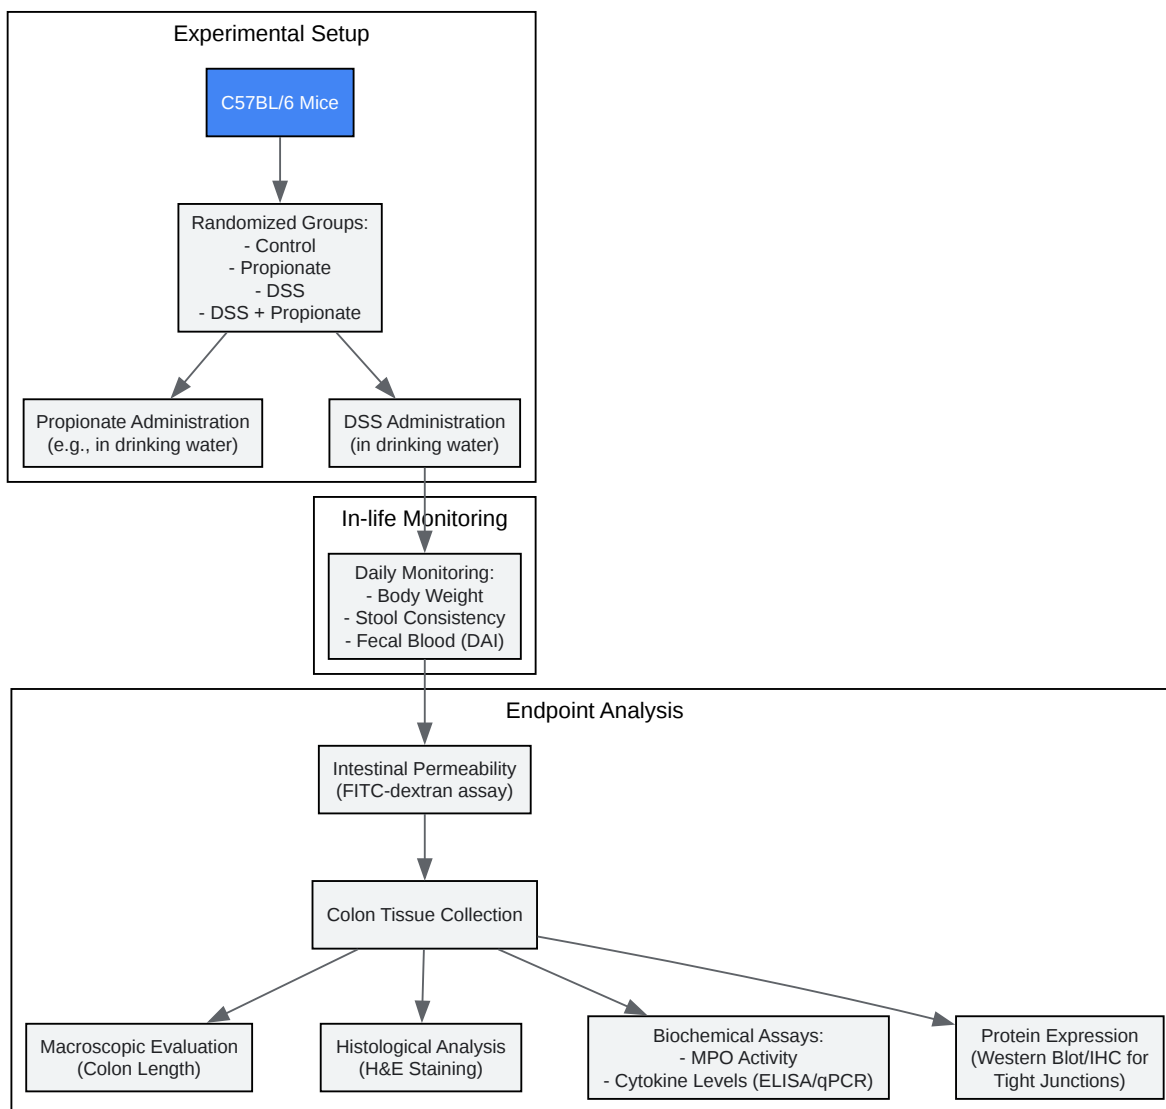 Experimental Setup
C57BL/6 Mice
Randomized Groups:
- Control
- Propionate
- DSS
- DSS + Propionate
Propionate Administration
(e.g., in drinking water)
DSS Administration
(in drinking water)
In-life Monitoring
Daily Monitoring:
- Body Weight
- Stool Consistency
- Fecal Blood (DAI)
Endpoint Analysis
Intestinal Permeability
(FITC-dextran assay)
Colon Tissue Collection
Macroscopic Evaluation
(Colon Length)
Histological Analysis
(H&E Staining)
Biochemical Assays:
- MPO Activity
- Cytokine Levels (ELISA/qPCR)
Protein Expression
(Western Blot/IHC for
Tight Junctions)